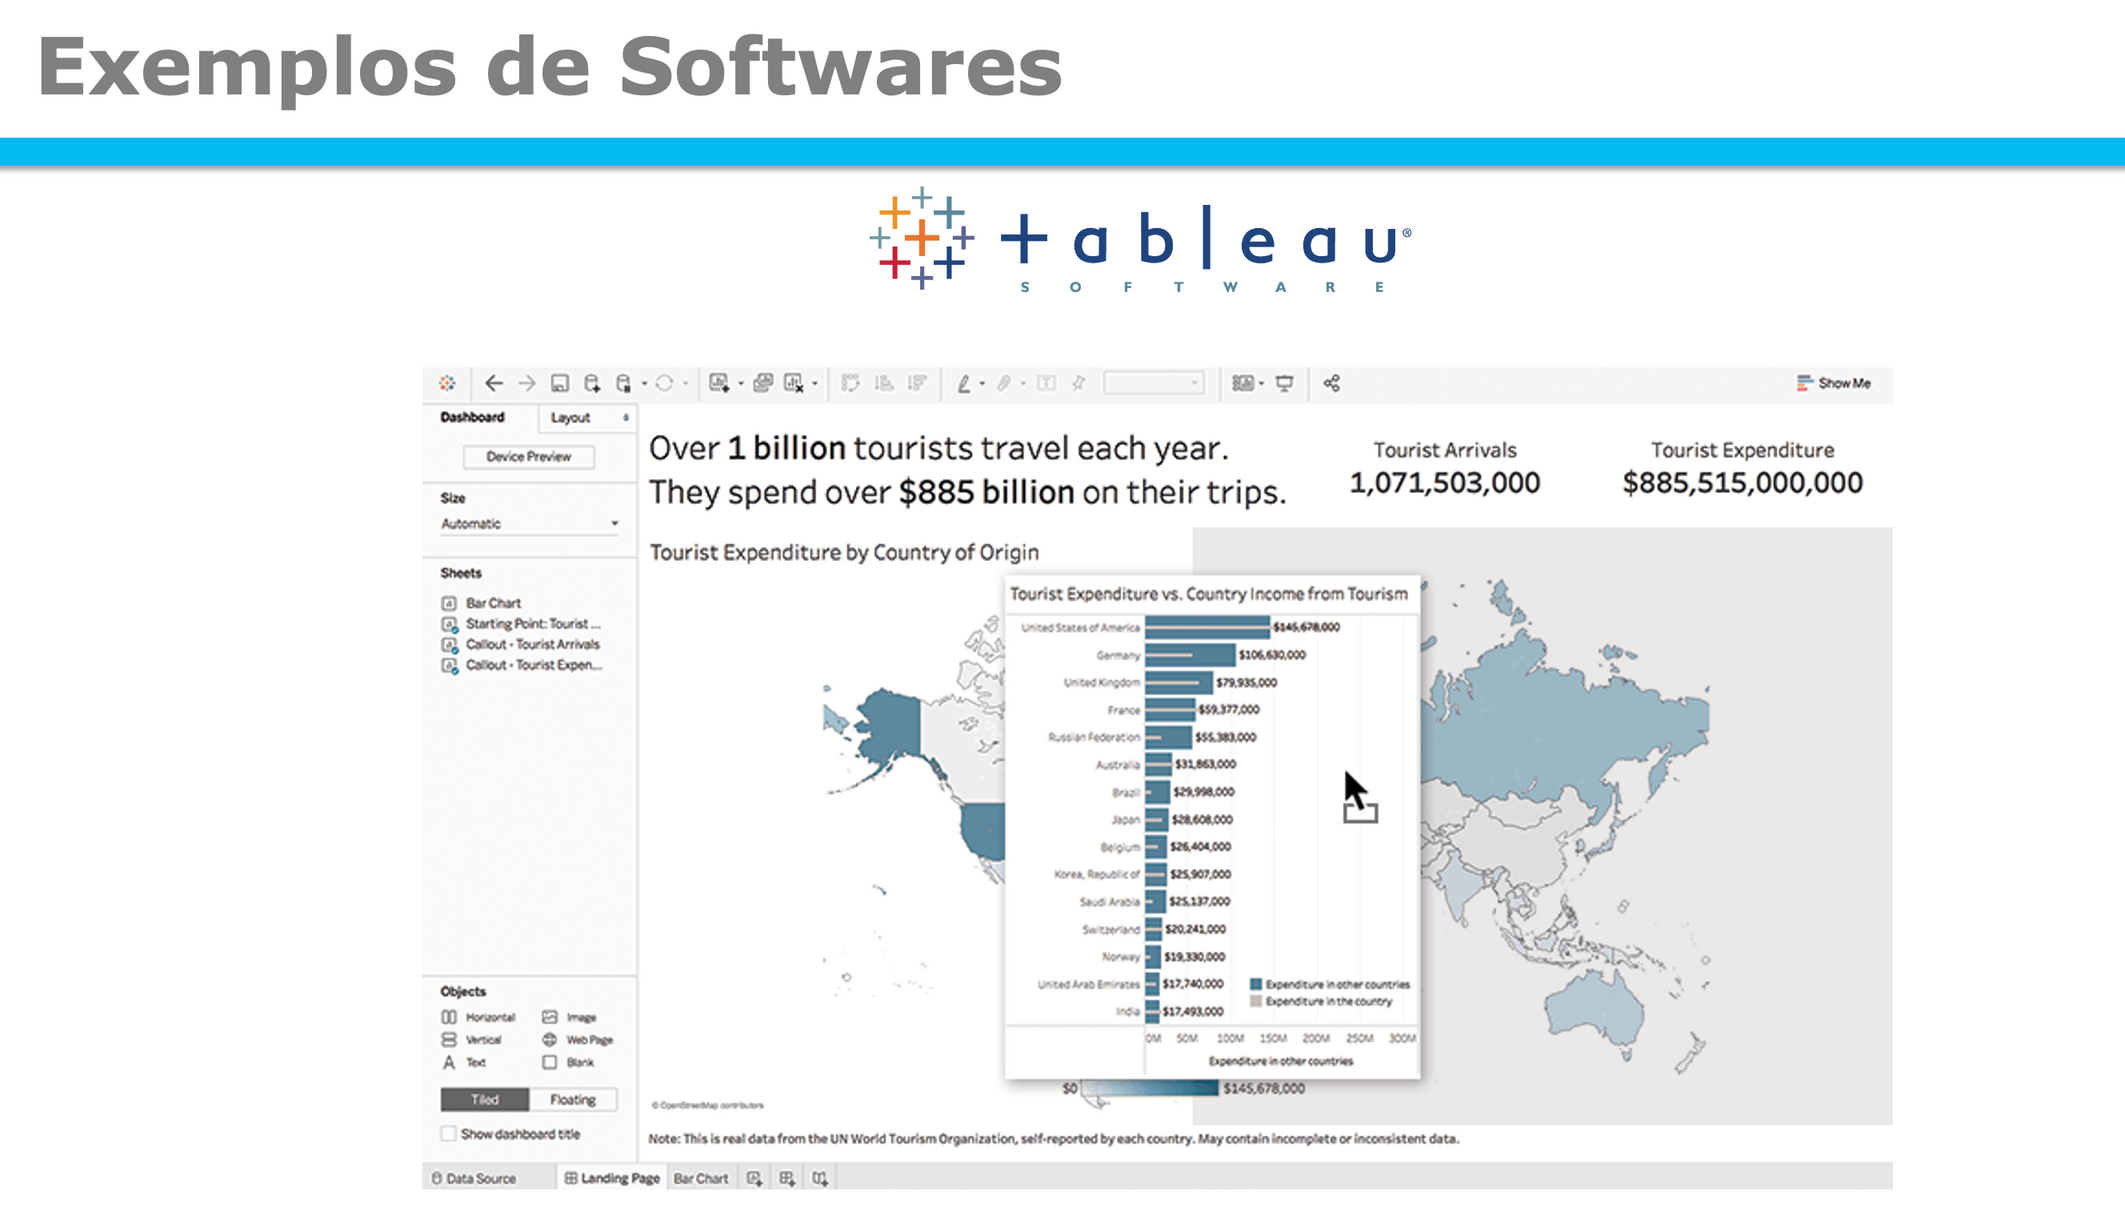 Exemplos de Softwares
+ableau®
SOFTWARE
Show Me
Dashboard
Layout
Device Preview
Over 1 billion tourists travel each year.
They spend over $885 billion on their trips.
Tourist Arrivals
1,071,503,000
Tourist Expenditure
$885,515,000,000
Size
Automatic
Tourist Expenditure by Country of Origin
Sheets
Bar Chart
Starting Point: Tourist ...
Callout - Tourist Arrivals
Callout - Tourist Expen...
Tourist Expenditure vs. Country Income from Tourism
United States of America $145,678,000
Germany $106,630,000
United Kingdom $79,935,000
France $59,377,000
Russian Federation $55,383,000
Australia $31,863,000
Brazil $29,998,000
Japan $28,608,000
Belgium $26,404,000
Korea, Republic of $25,907,000
Saudi Arabia $25,137,000
Switzerland $20,241,000
Norway $19,330,000
United Arab Emirates $17,740,000
India $17,493,000
Expenditure in other countries
Expenditure in the country
0M 50M 100M 150M 200M 250M 300M
Expenditure in other countries
$0 $145,678,000
Objects
Horizontal Image
Vertical Web Page
A Text Blank
Tiled Floating
Show dashboard title
© OpenStreetMap contributors
Note: This is real data from the UN World Tourism Organization, self-reported by each country. May contain incomplete or inconsistent data.
Data Source Landing Page Bar Chart